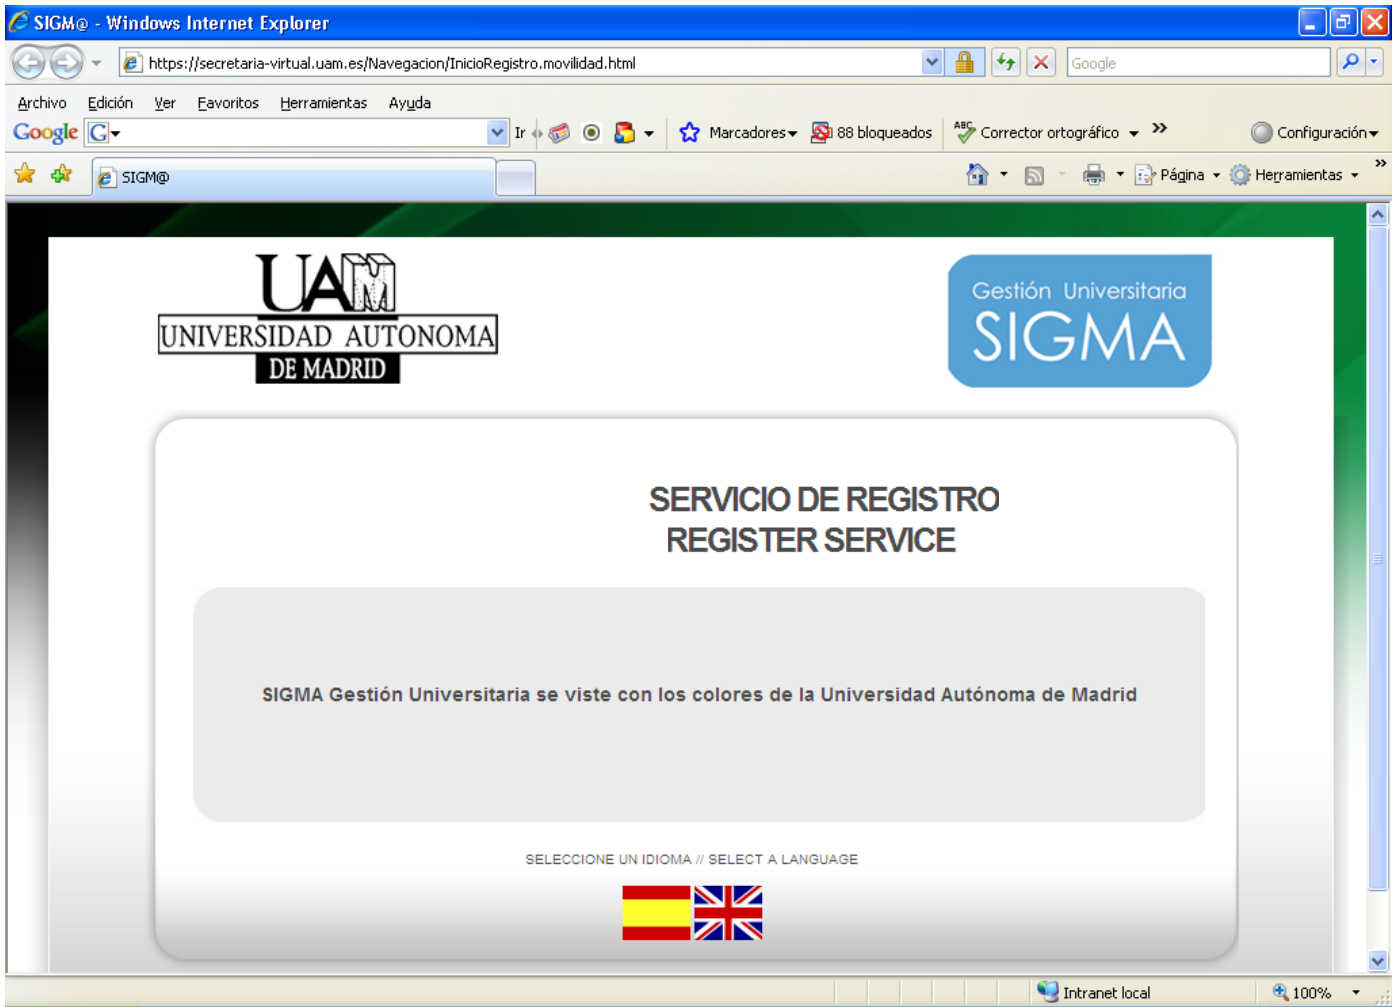 SIGM@ - Windows Internet Explorer
https://secretaria-virtual.uam.es/Navegacion/InicioRegistro.movilidad.html
Google
Archivo Edición Ver Favoritos Herramientas Ayuda
Google G Ir Marcadores 88 bloqueados ABC Corrector ortográfico » Configuración
SIGM@ Página Herramientas »
UAM
UNIVERSIDAD AUTONOMA
DE MADRID
Gestión Universitaria
SIGMA
SERVICIO DE REGISTRO
REGISTER SERVICE
SIGMA Gestión Universitaria se viste con los colores de la Universidad Autónoma de Madrid
SELECCIONE UN IDIOMA // SELECT A LANGUAGE
Intranet local 100%